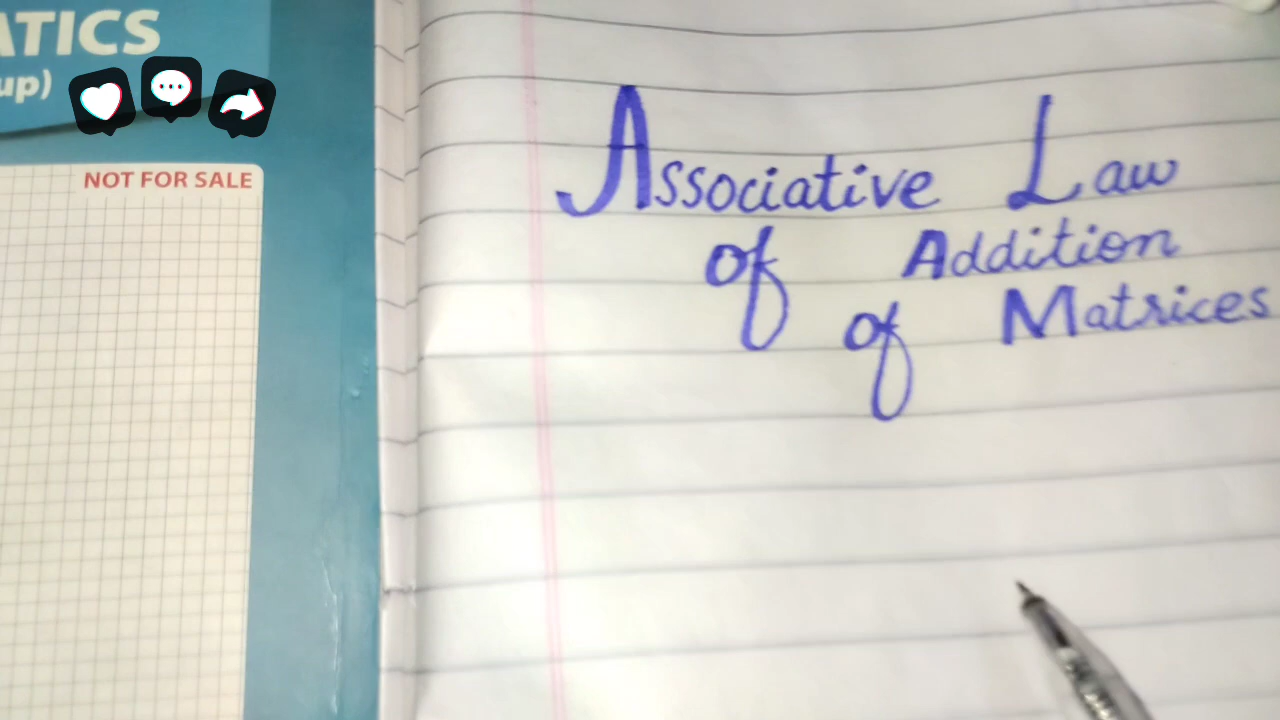 ATICS
up)
NOT FOR SALE
Associative Law
of Addition
of Matrices